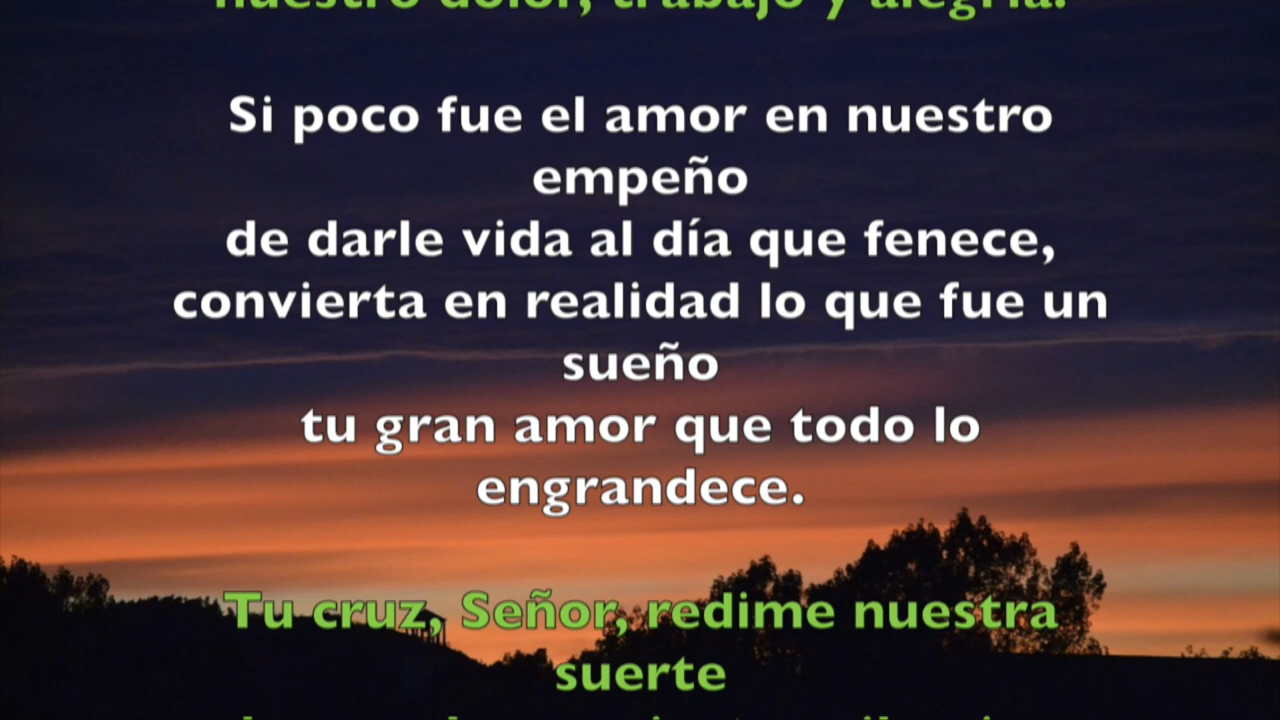 nuestro dolor, trabajo y alegría.
Si poco fue el amor en nuestro
empeño
de darle vida al día que fenece,
convierta en realidad lo que fue un
sueño
tu gran amor que todo lo
engrandece.
Tu cruz, Señor, redime nuestra
suerte